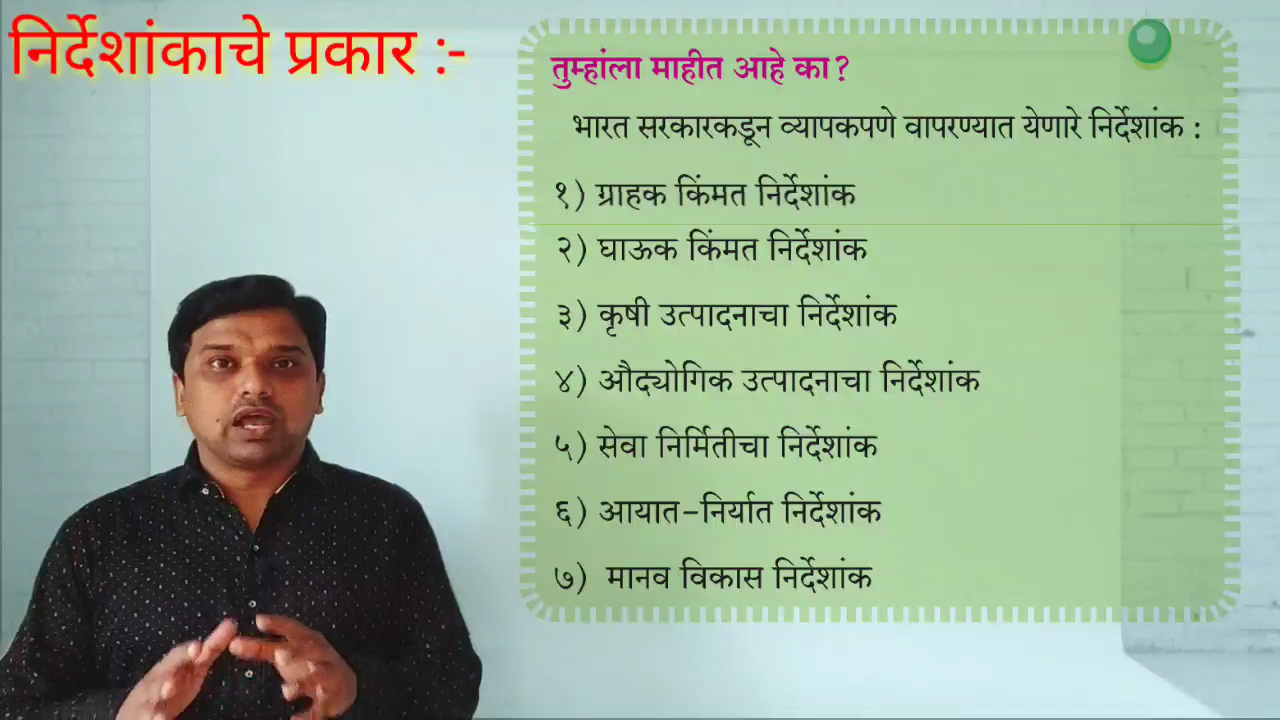 निर्देशांकाचे प्रकार :-
तुम्हांला माहीत आहे का?
भारत सरकारकडून व्यापकपणे वापरण्यात येणारे निर्देशांक :
१) ग्राहक किंमत निर्देशांक
२) घाऊक किंमत निर्देशांक
३) कृषी उत्पादनाचा निर्देशांक
४) औद्योगिक उत्पादनाचा निर्देशांक
५) सेवा निर्मितीचा निर्देशांक
६) आयात-निर्यात निर्देशांक
७) मानव विकास निर्देशांक